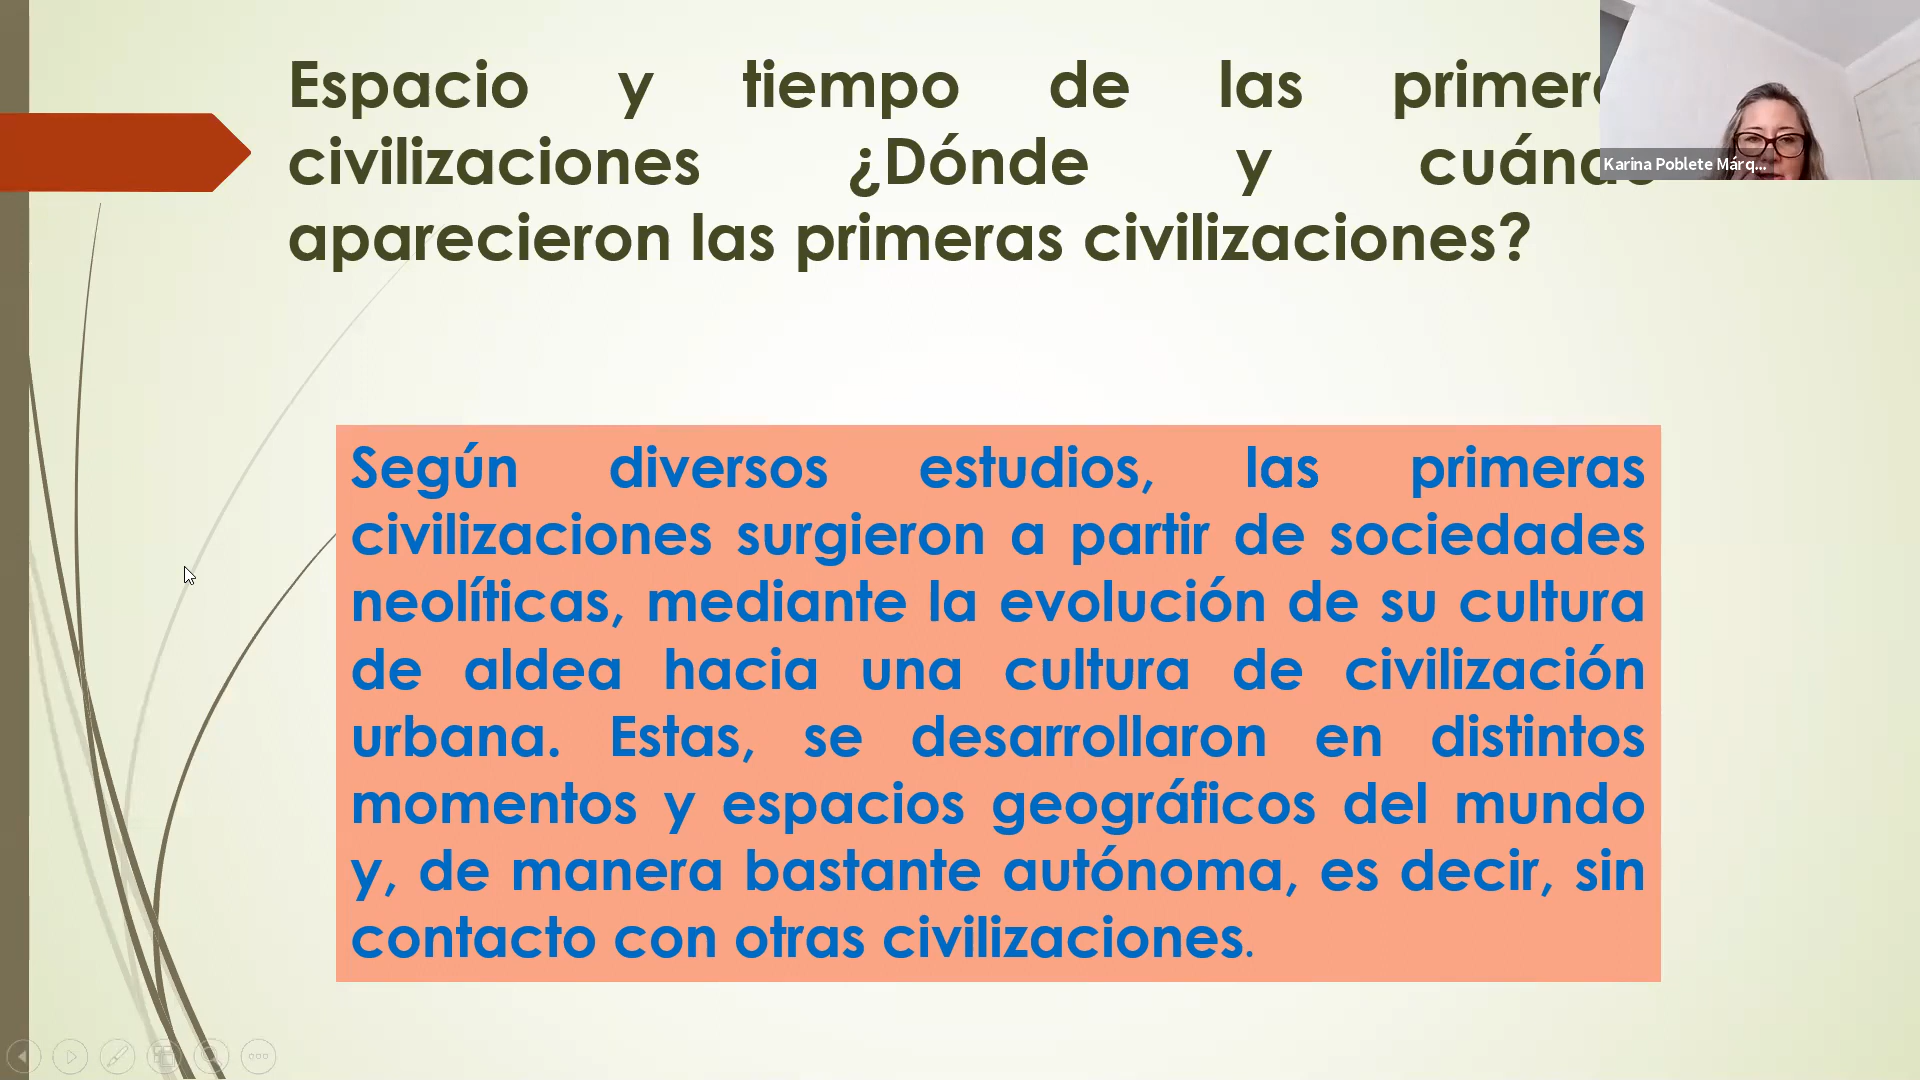 Espacio y tiempo de las
civilizaciones ¿Dónde y
aparecieron las primeras civilizaciones?
Karina Poblete Márq...
Según diversos estudios, las primeras
civilizaciones surgieron a partir de sociedades
neolíticas, mediante la evolución de su cultura
de aldea hacia una cultura de civilización
urbana. Estas, se desarrollaron en distintos
momentos y espacios geográficos del mundo
y, de manera bastante autónoma, es decir, sin
contacto con otras civilizaciones.